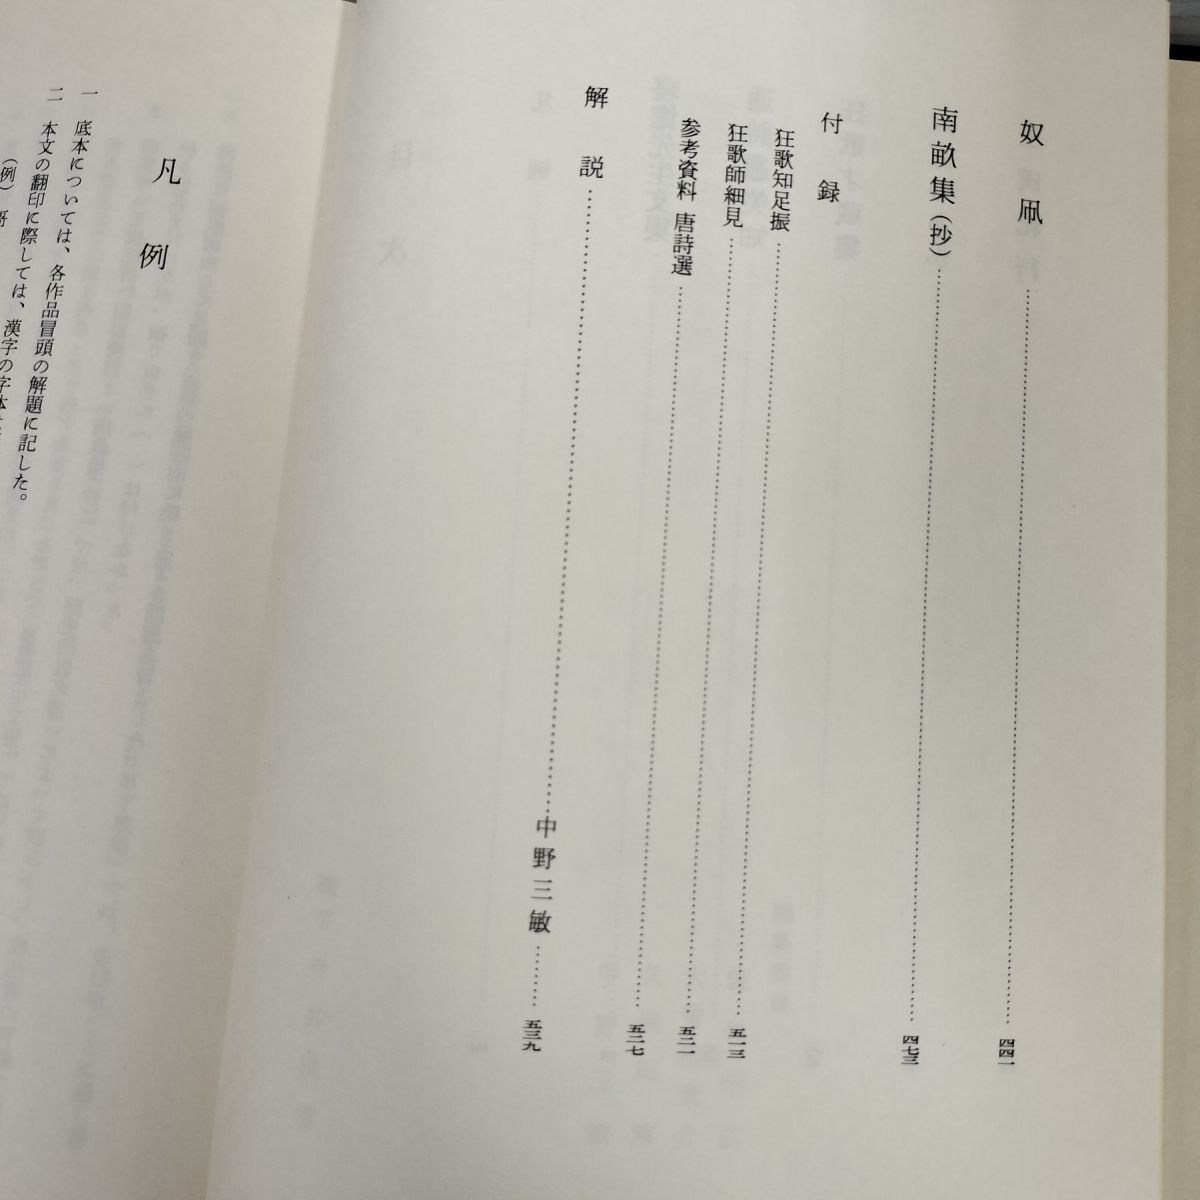 奴凧……四四一
南畝集（抄）……四七三
付録
狂歌知足振……五一三
狂歌師細見……五二一
参考資料 唐詩選……五二七
解説……中野三敏……五三九
凡例
一 底本については、各作品冒頭の解題に記した。
二 本文の翻印に際しては、漢字の字体は
（例）